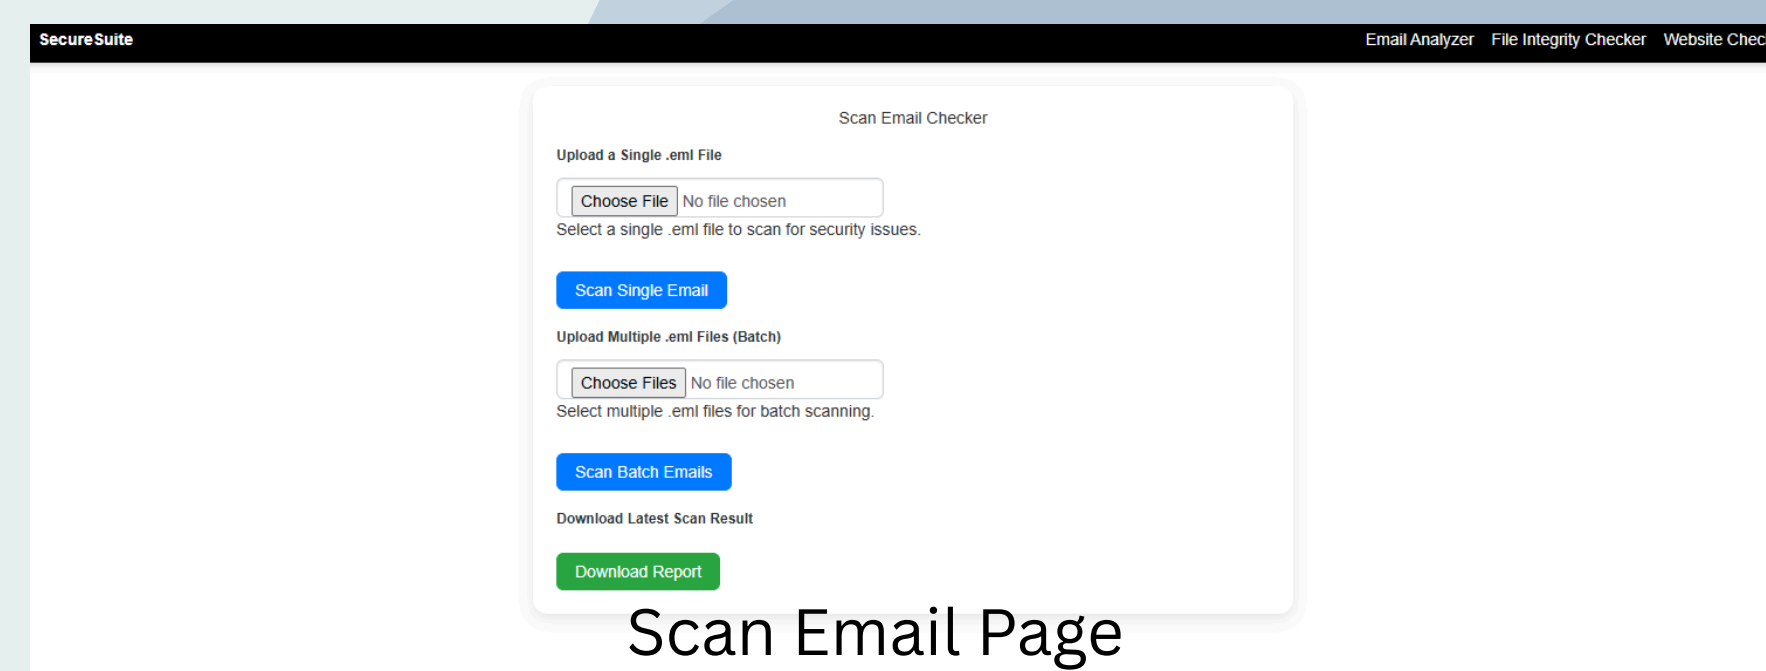 SecureSuite Email Analyzer File Integrity Checker Website Chec
Scan Email Checker
Upload a Single .eml File
Choose File No file chosen
Select a single .eml file to scan for security issues.
Scan Single Email
Upload Multiple .eml Files (Batch)
Choose Files No file chosen
Select multiple .eml files for batch scanning.
Scan Batch Emails
Download Latest Scan Result
Download Report
Scan Email Page